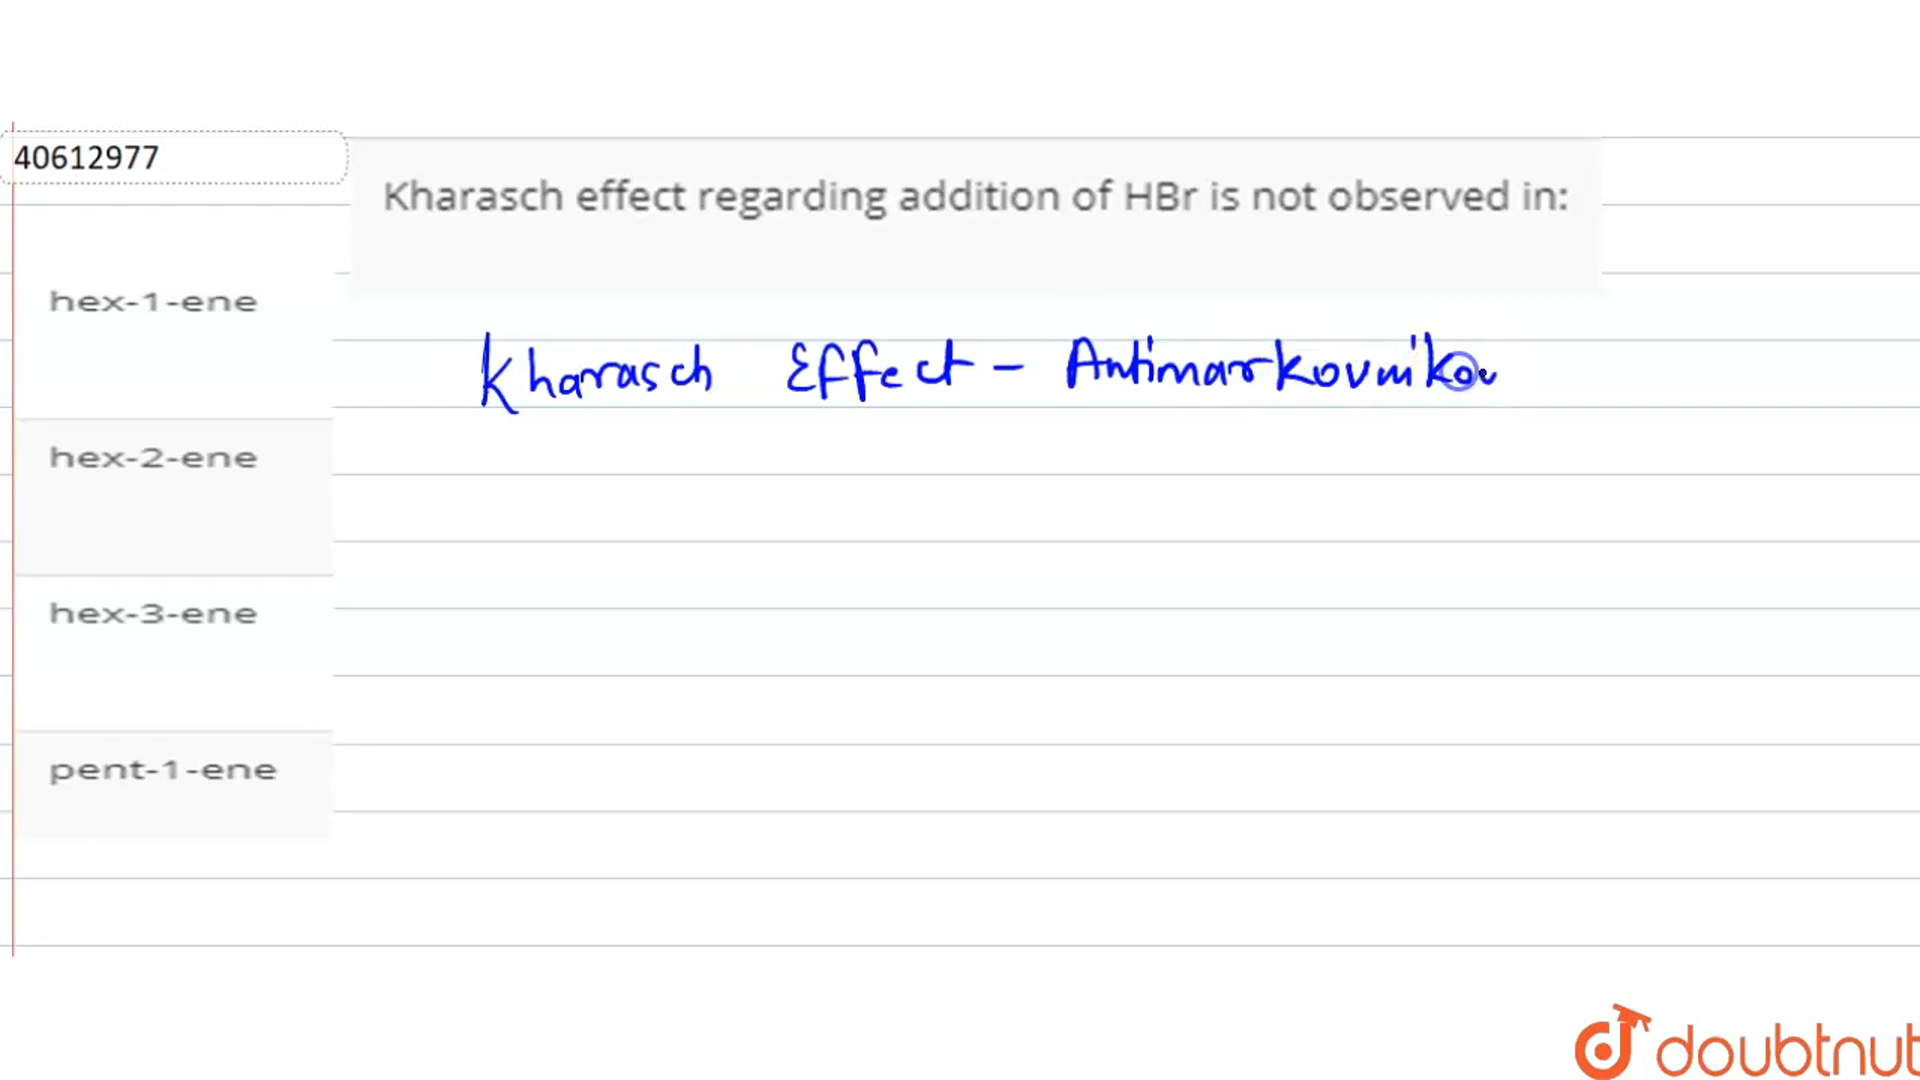 40612977
Kharasch effect regarding addition of HBr is not observed in:
hex-1-ene
Kharasch Effect - Antimarkovnikov
hex-2-ene
hex-3-ene
pent-1-ene
doubtnut